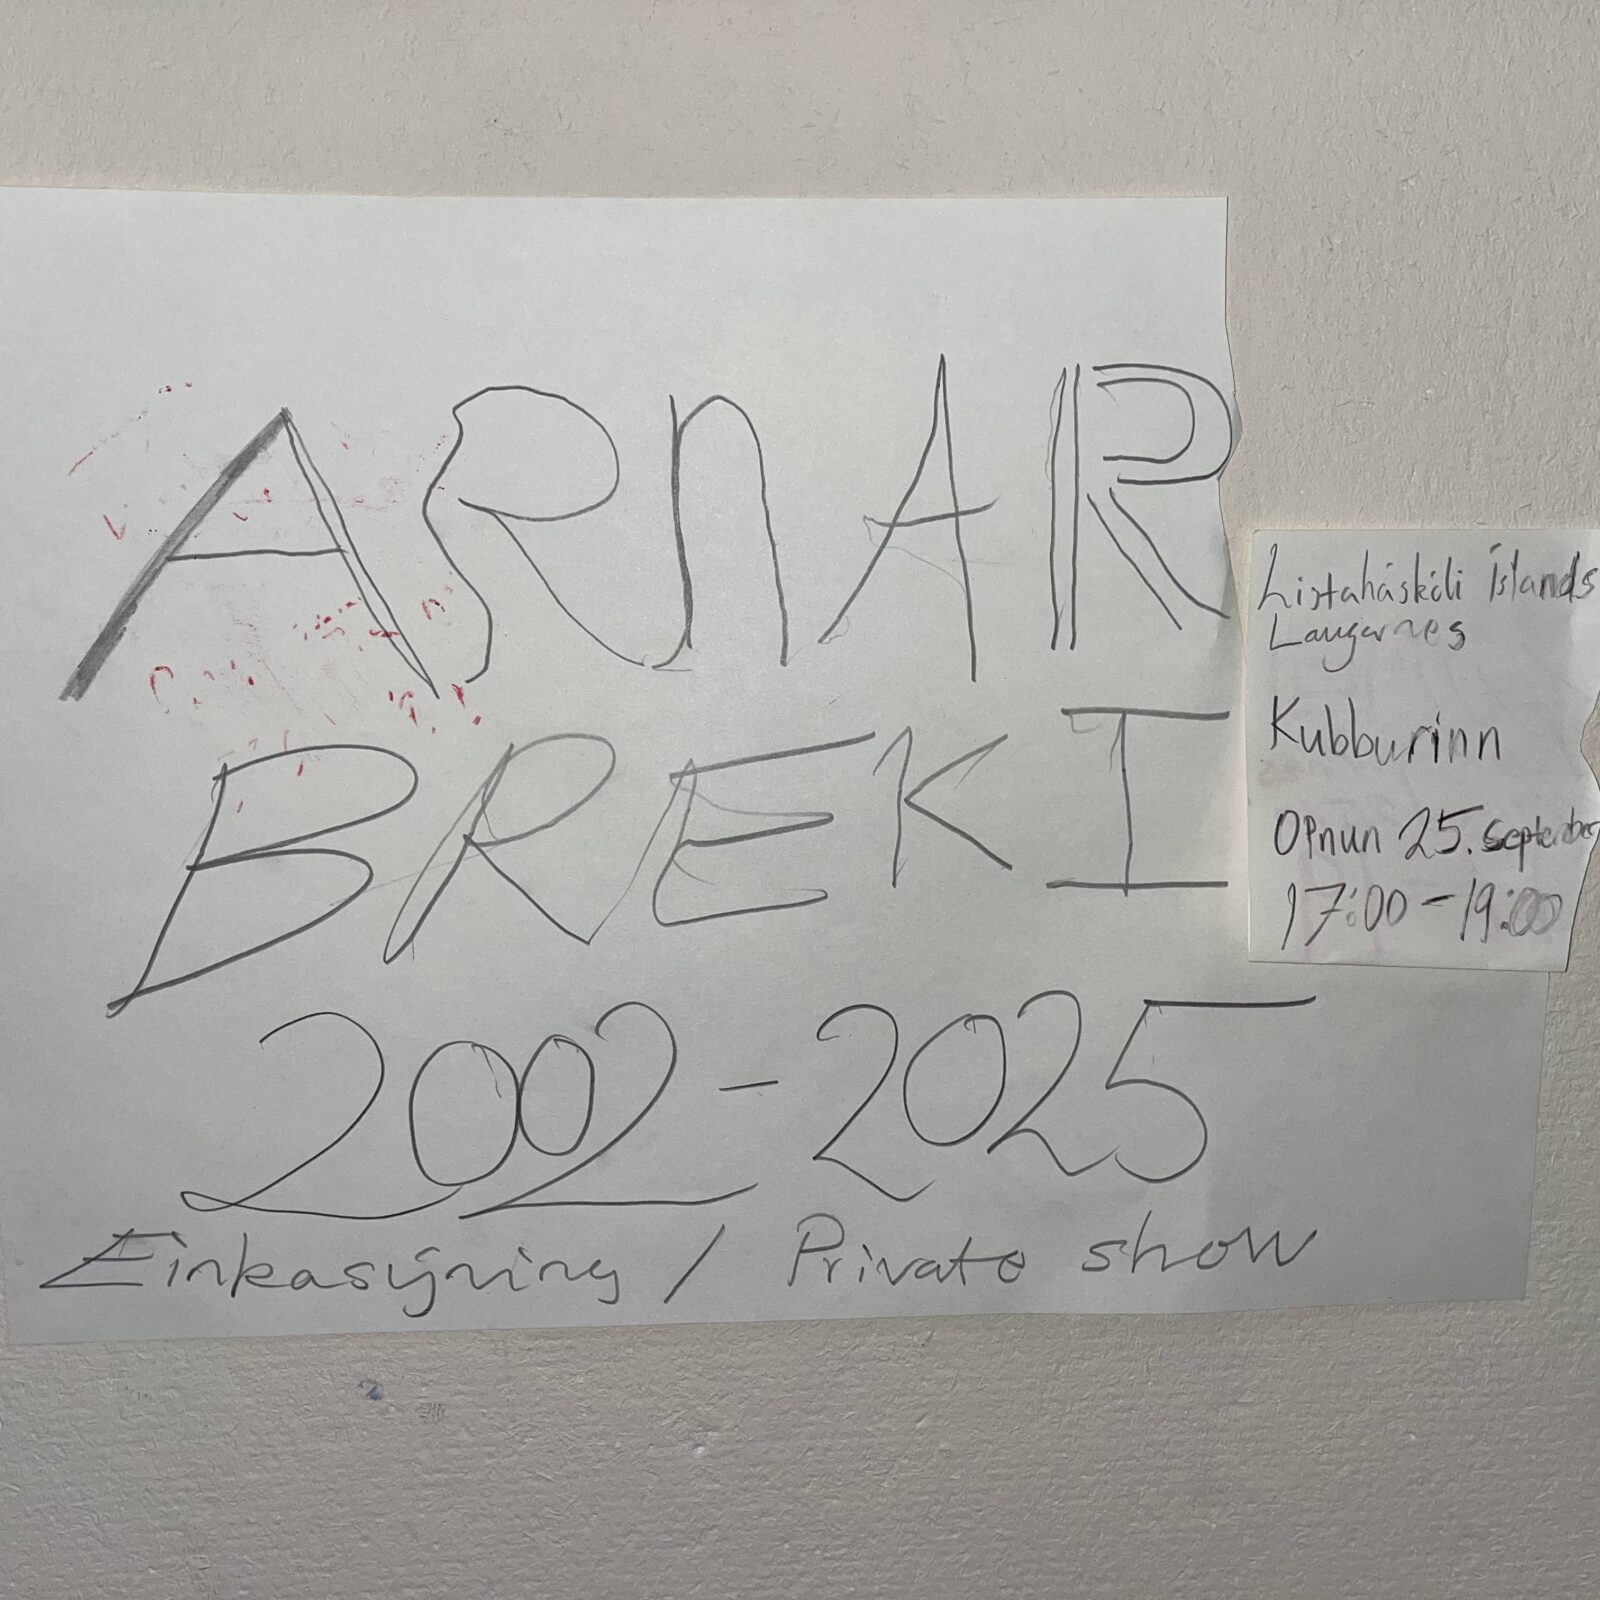 ARNAR
BREKI
2002-2025
Einkasýning / Private show
Listaháskóli Íslands
Laugarnes
Kubburinn
Opnun 25. september
17:00-19:00